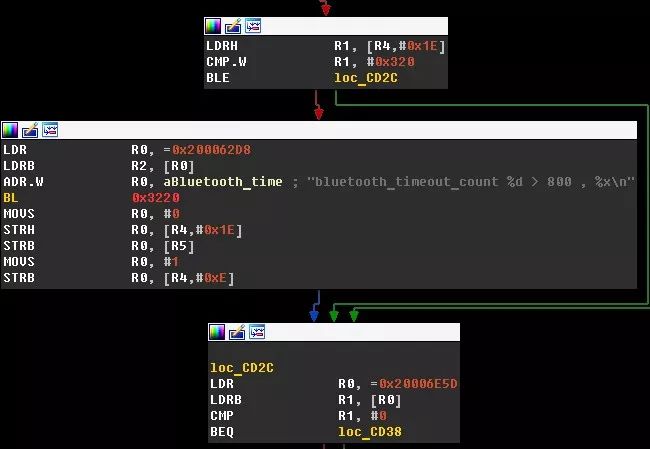 LDRH R1, [R4,#0x1E]
CMP.W R1, #0x320
BLE loc_CD2C
LDR R0, =0x200062D8
LDRB R2, [R0]
ADR.W R0, aBluetooth_time ; "bluetooth_timeout_count %d > 800 , %x\n"
BL 0x3220
MOVS R0, #0
STRH R0, [R4,#0x1E]
STRB R0, [R5]
MOVS R0, #1
STRB R0, [R4,#0xE]
loc_CD2C
LDR R0, =0x20006E5D
LDRB R1, [R0]
CMP R1, #0
BEQ loc_CD38